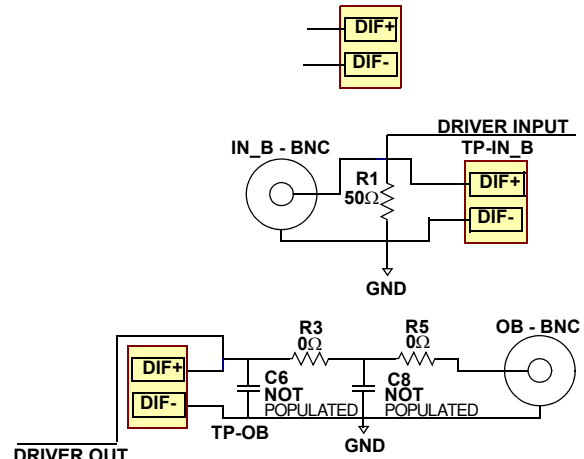 DIF+
DIF-
DRIVER INPUT
IN_B - BNC
TP-IN_B
R1
50Ω
DIF+
DIF-
GND
R3
0Ω
R5
0Ω
OB - BNC
DIF+
DIF-
C6
NOT
POPULATED
C8
NOT
POPULATED
TP-OB
GND
DRIVER OUT